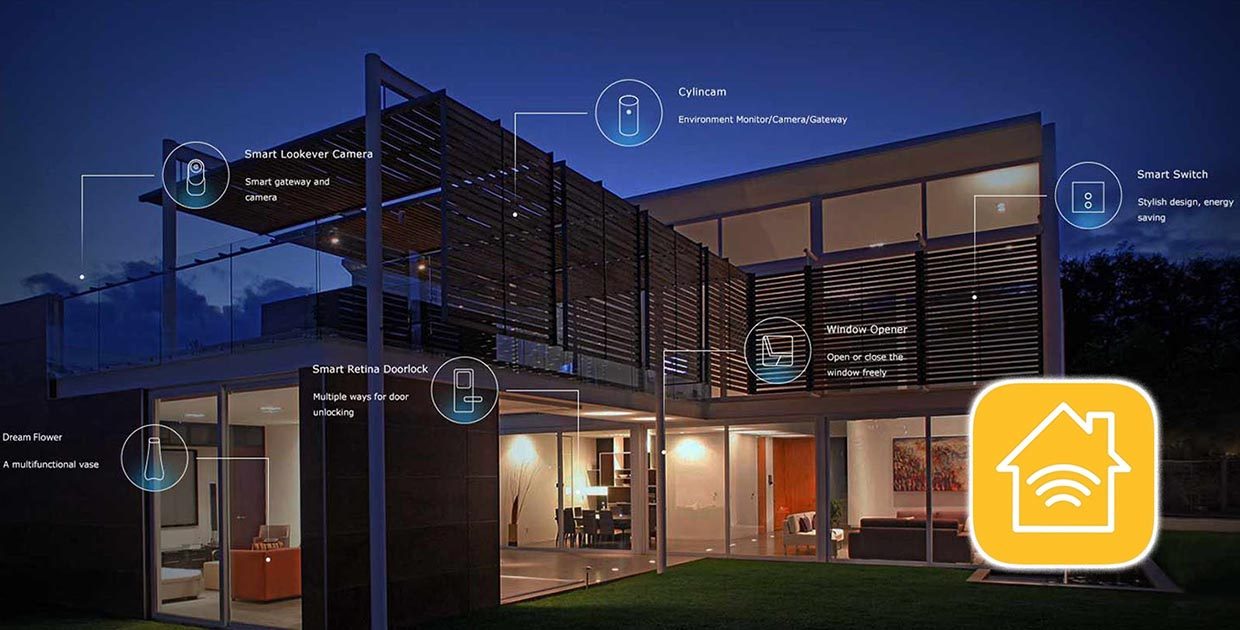 Cylincam
Environment Monitor/Camera/Gateway
Smart Lookever Camera
Smart gateway and
camera
Smart Switch
Stylish design, energy
saving
Window Opener
Open or close the
window freely
Smart Retina Doorlock
Multiple ways for door
unlocking
Dream Flower
A multifunctional vase